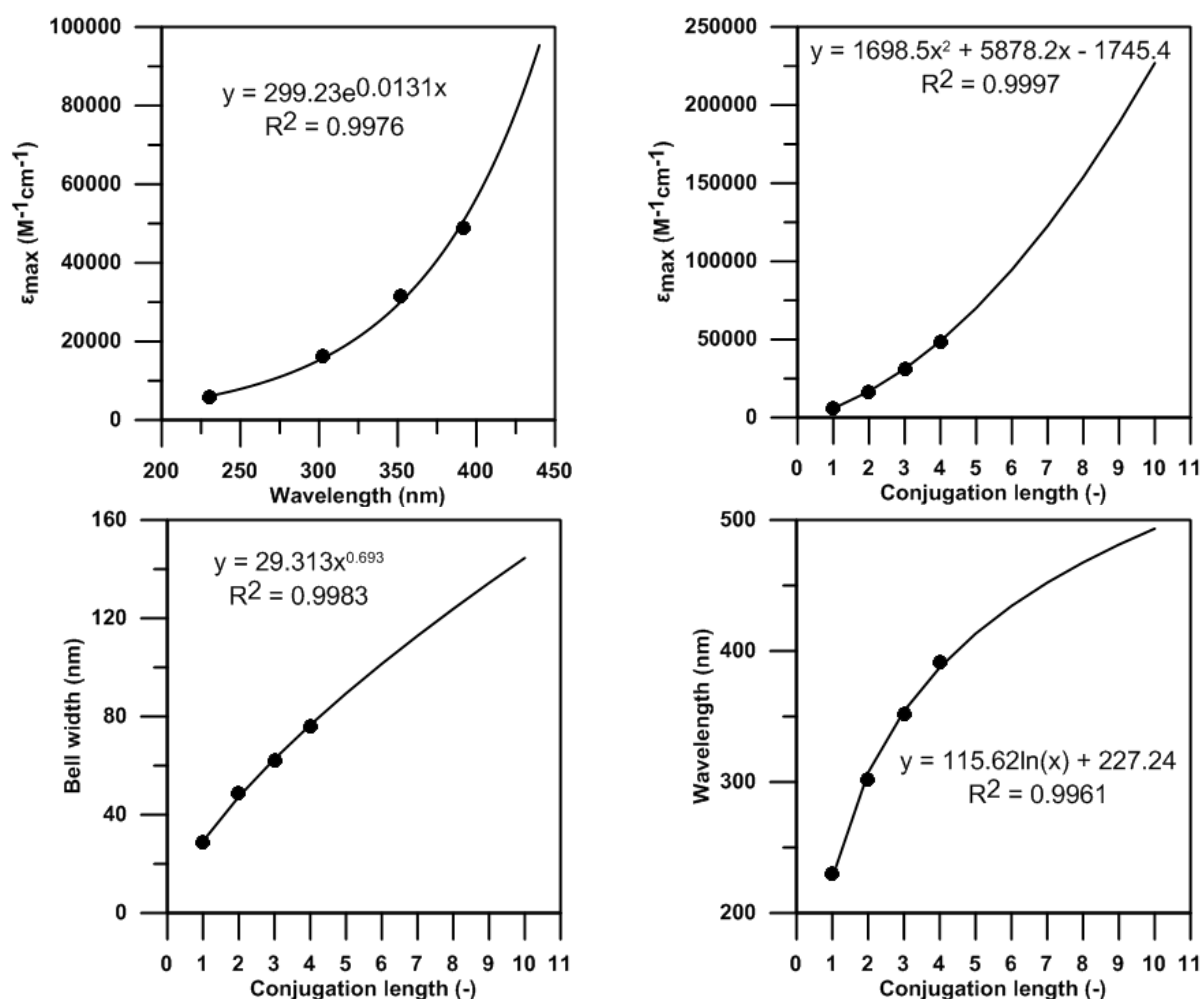 100000
80000
60000
40000
20000
0
εmax (M-1cm-1)
y = 299.23e0.0131x
R2 = 0.9976
200 250 300 350 400 450
Wavelength (nm)
250000
200000
150000
100000
50000
0
εmax (M-1cm-1)
y = 1698.5x2 + 5878.2x - 1745.4
R2 = 0.9997
0 1 2 3 4 5 6 7 8 9 10 11
Conjugation length (-)
160
120
80
40
0
Bell width (nm)
y = 29.313x0.693
R2 = 0.9983
0 1 2 3 4 5 6 7 8 9 10 11
Conjugation length (-)
500
400
300
200
Wavelength (nm)
y = 115.62ln(x) + 227.24
R2 = 0.9961
0 1 2 3 4 5 6 7 8 9 10 11
Conjugation length (-)